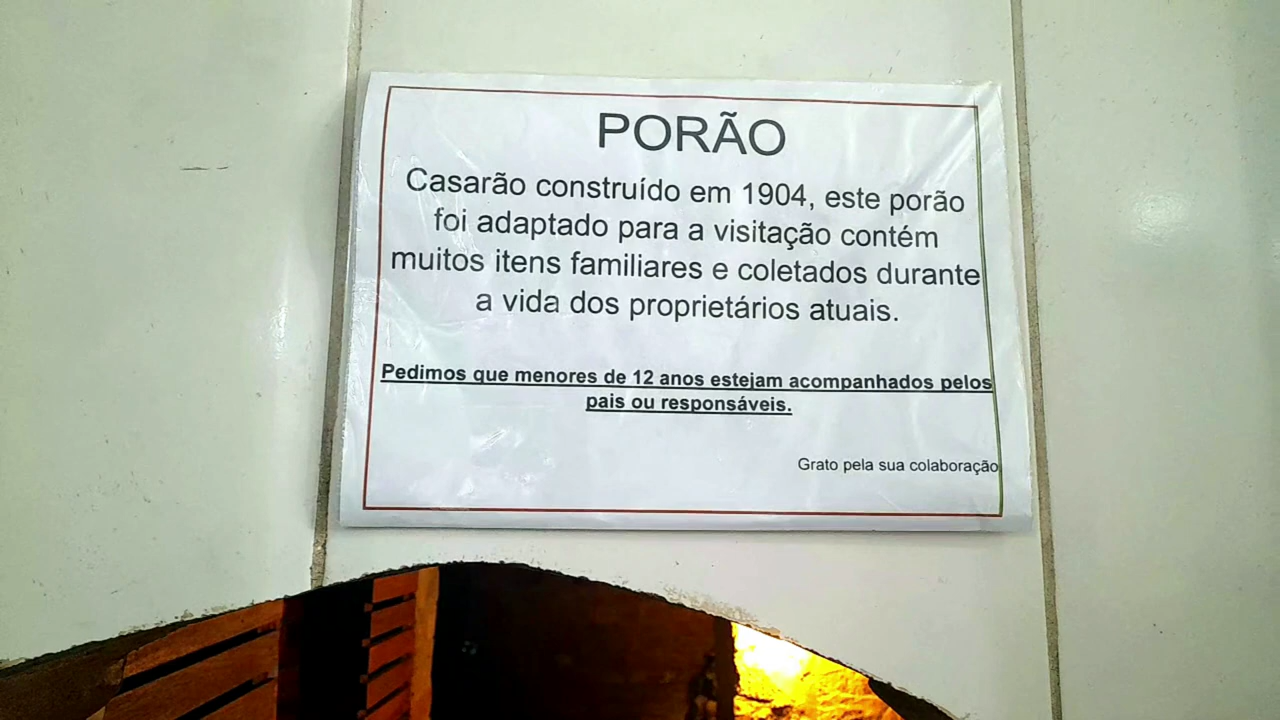 PORÃO
Casarão construído em 1904, este porão
foi adaptado para a visitação contém
muitos itens familiares e coletados durante
a vida dos proprietários atuais.
Pedimos que menores de 12 anos estejam acompanhados pelos
pais ou responsáveis.
Grato pela sua colaboração